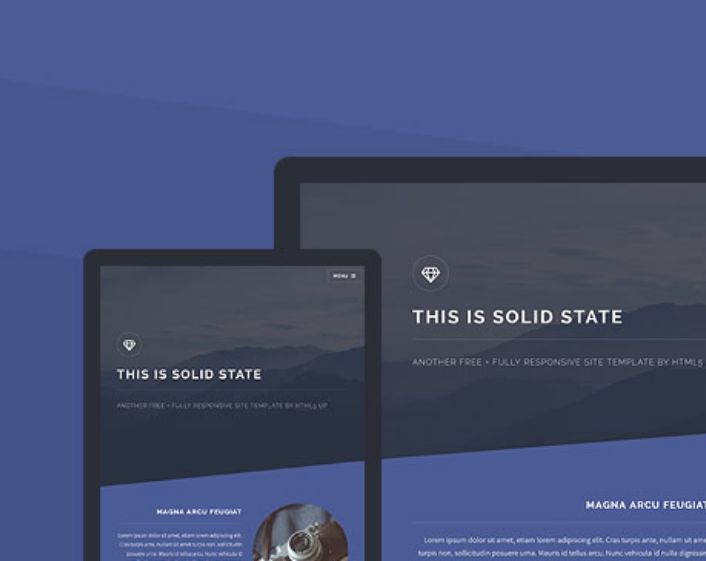 MENU
THIS IS SOLID STATE
ANOTHER FREE + FULLY RESPONSIVE SITE TEMPLATE BY HTML5 UP
MAGNA ARCU FEUGIAT
Lorem ipsum dolor sit amet, etiam lorem adipiscing elit.
Cras turpis ante, nullam sit amet turpis non, sollicitudin
posuere urna. Mauris id tellus arcu. Nunc vehicula id
THIS IS SOLID STATE
ANOTHER FREE + FULLY RESPONSIVE SITE TEMPLATE BY HTML5
MAGNA ARCU FEUGIAT
Lorem ipsum dolor sit amet, etiam lorem adipiscing elit. Cras turpis ante, nullam sit ame
turpis non, sollicitudin posuere urna. Mauris id tellus arcu. Nunc vehicula id nulla dignissim